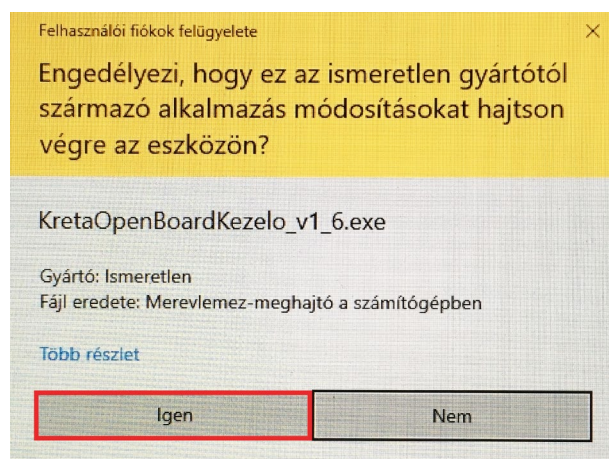 Felhasználói fiókok felügyelete
Engedélyezi, hogy ez az ismeretlen gyártótól
származó alkalmazás módosításokat hajtson
végre az eszközön?
KretaOpenBoardKezelo_v1_6.exe
Gyártó: Ismeretlen
Fájl eredete: Merevlemez-meghajtó a számítógépben
Több részlet
Igen
Nem